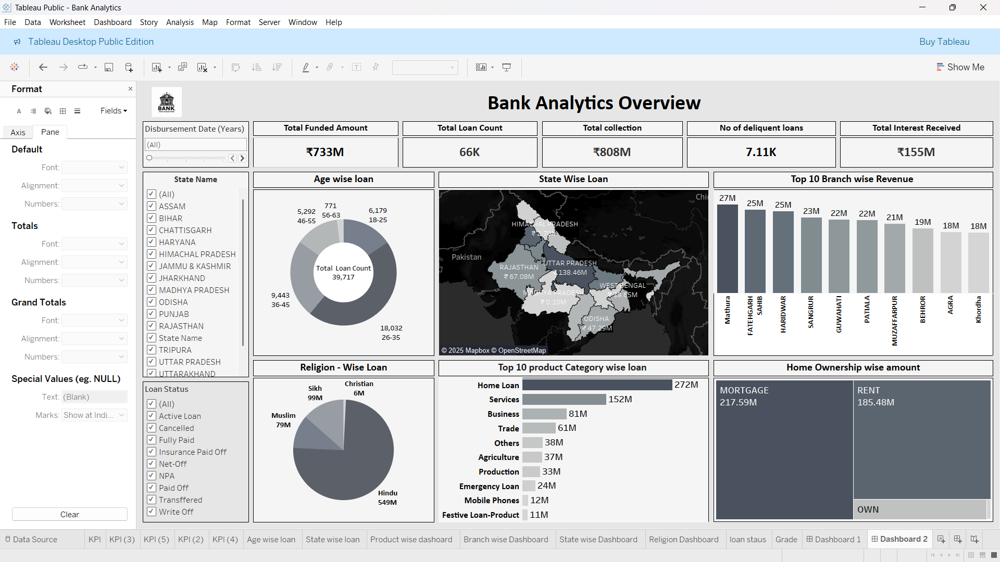 Tableau Public - Bank Analytics
File Data Worksheet Dashboard Story Analysis Map Format Server Window Help
Tableau Desktop Public Edition
Buy Tableau
Show Me
Format
Fields
Axis
Pane
Default
Font:
Alignment:
Numbers:
Totals
Font:
Alignment:
Numbers:
Grand Totals
Font:
Alignment:
Numbers:
Special Values (eg. NULL)
Text: (Blank)
Marks: Show at Indi...
Clear
BANK
Bank Analytics Overview
Disbursement Date (Years)
(All)
Total Funded Amount
₹733M
Total Loan Count
66K
Total collection
₹808M
No of deliquent loans
7.11K
Total Interest Received
₹155M
State Name
(All)
ASSAM
BIHAR
CHATTISGARH
HARYANA
HIMACHAL PRADESH
JAMMU & KASHMIR
JHARKHAND
MADHYA PRADESH
ODISHA
PUNJAB
RAJASTHAN
State Name
TRIPURA
UTTAR PRADESH
UTTARAKHAND
Loan Status
(All)
Active Loan
Cancelled
Fully Paid
Insurance Paid Off
Net-Off
NPA
Paid Off
Transffered
Write Off
Age wise loan
771
56-63
5,292
46-55
6,179
18-25
Total Loan Count
39,717
9,443
36-45
18,032
26-35
State Wise Loan
Chi
HIMACHAL PRADESH
₹ 2.70M
Pakistan
RAJASTHAN
₹ 67.08M
UTTAR PRADESH
₹ 138.46M
WEST BENGAL
₹ 39.65M
MADHYA PRADESH
₹ 0.10M
ODISHA
₹ 47.29M
© 2025 Mapbox © OpenStreetMap
Top 10 Branch wise Revenue
27M
25M
25M
23M
22M
22M
21M
19M
18M
18M
Mathura
FATEHGARH
SAHIB
HARIDWAR
SANGRUR
GUWAHATI
PATIALA
MUZAFFARPUR
BEHROR
AGRA
Khordha
Religion - Wise Loan
Christian
6M
Sikh
99M
Muslim
79M
Hindu
549M
Top 10 product Category wise loan
Home Loan 272M
Services 152M
Business 81M
Trade 61M
Others 38M
Agriculture 37M
Production 33M
Emergency Loan 24M
Mobile Phones 12M
Festive Loan-Product 11M
Home Ownership wise amount
MORTGAGE
217.59M
RENT
185.48M
OWN
Data Source
KPI
KPI (3)
KPI (5)
KPI (2)
KPI (4)
Age wise loan
State wise loan
Product wise dashoard
Branch wise Dashboard
State wise Dashboard
Religion Dashboard
loan staus
Grade
Dashboard 1
Dashboard 2